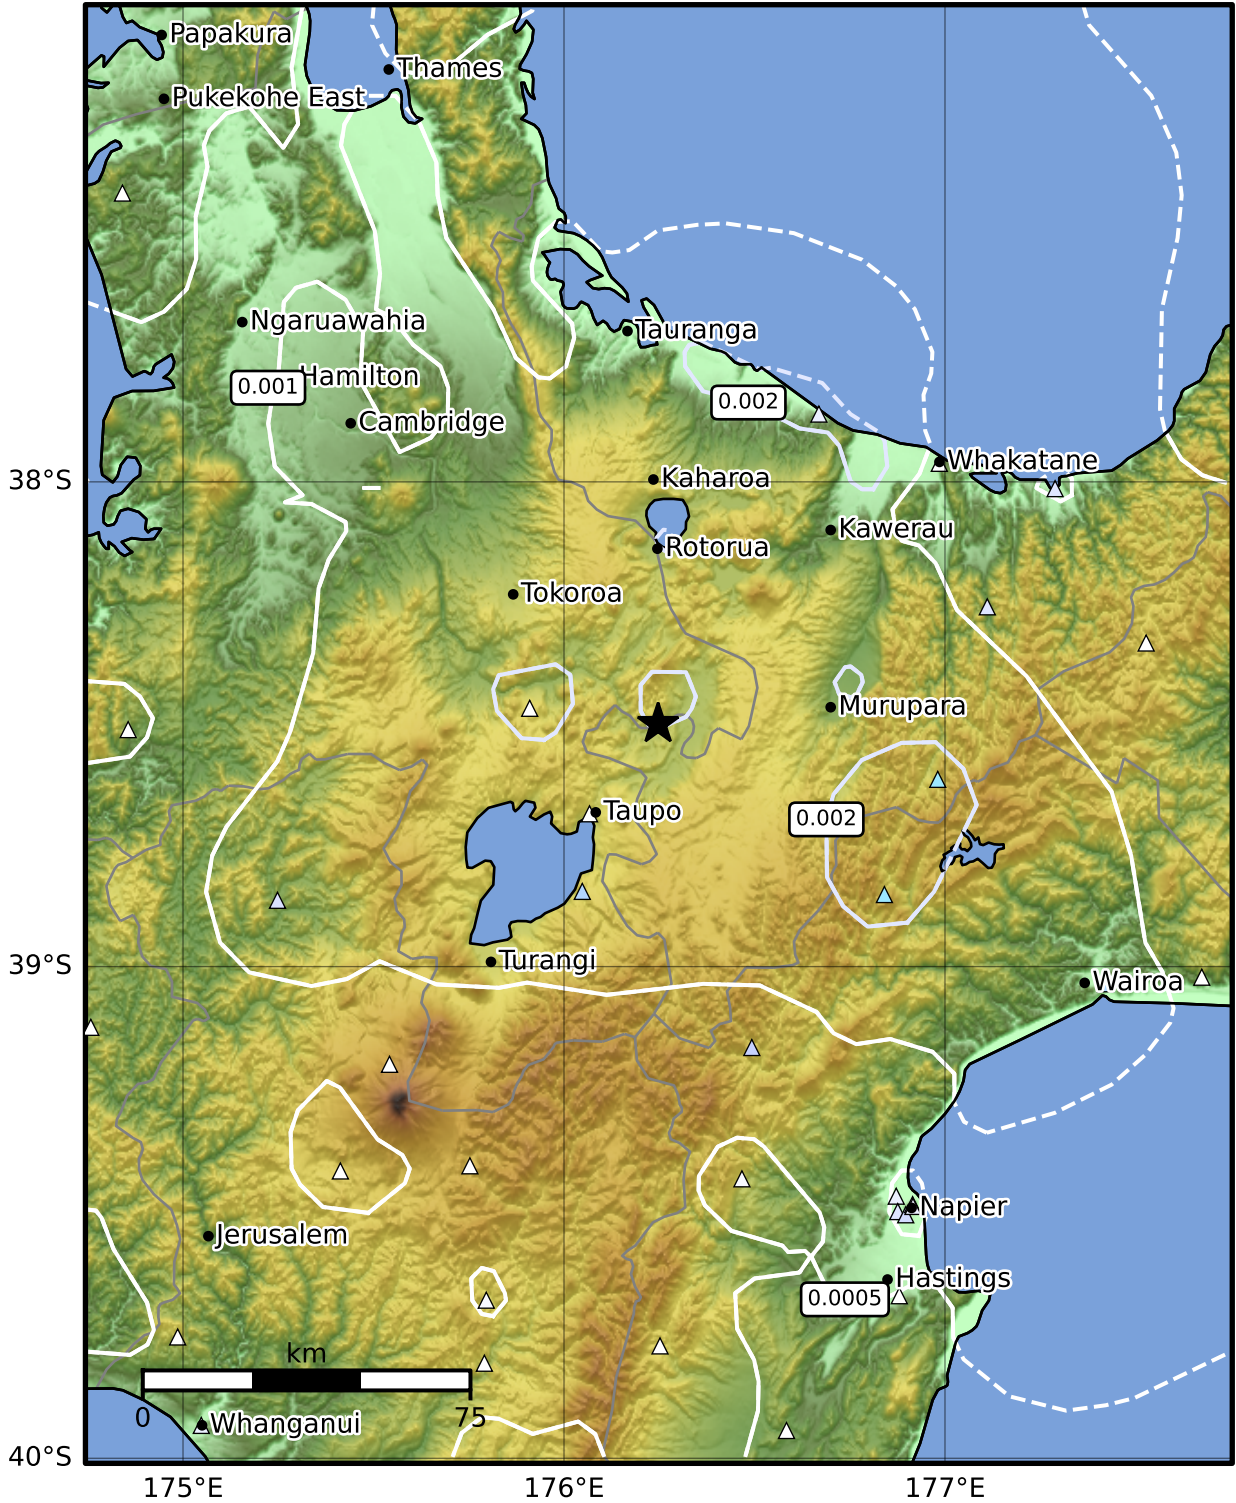 Papakura
Thames
Pukekohe East
Ngaruawahia
Tauranga
Hamilton
0.001
0.002
Cambridge
Whakatane
Kaharoa
38°S
Kawerau
Rotorua
Tokoroa
Murupara
Taupo
0.002
Turangi
39°S
Wairoa
Napier
Jerusalem
Hastings
0.0005
km
0
75
Whanganui
40°S
175°E
176°E
177°E